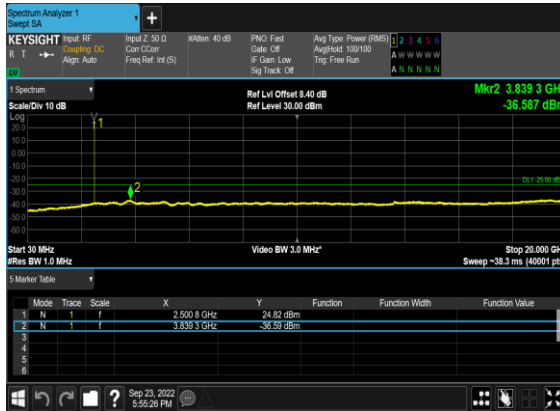 Spectrum Analyzer 1
Swept SA
+
KEYSIGHT
R T
Input: RF
Coupling: DC
Align: Auto
Input Z: 50 Ω
Corr CCorr
Freq Ref: Int (S)
#Atten: 40 dB
PNO: Fast
Gate: Off
IF Gain: Low
Sig Track: Off
Avg Type: Power (RMS)
Avg|Hold: 100/100
Trig: Free Run
1 2 3 4 5 6
A W W W W W
A N N N N N
1 Spectrum
Scale/Div 10 dB
Ref Lvl Offset 8.40 dB
Ref Level 30.00 dBm
Mkr2 3.839 3 GH
-36.587 dBm
Log
20.0
10.0
0.00
-10.0
-20.0
-30.0
-40.0
-50.0
-60.0
1
2
DL1 -25.00 dB
Start 30 MHz
#Res BW 1.0 MHz
Video BW 3.0 MHz*
Stop 20.000 GH
Sweep ~38.3 ms (40001 pts
5 Marker Table
Mode Trace Scale X Y Function Function Width Function Value
1 N 1 f 2.500 8 GHz 24.82 dBm
2 N 1 f 3.839 3 GHz -36.59 dBm
3
4
5
6
?
Sep 23, 2022
5:55:26 PM